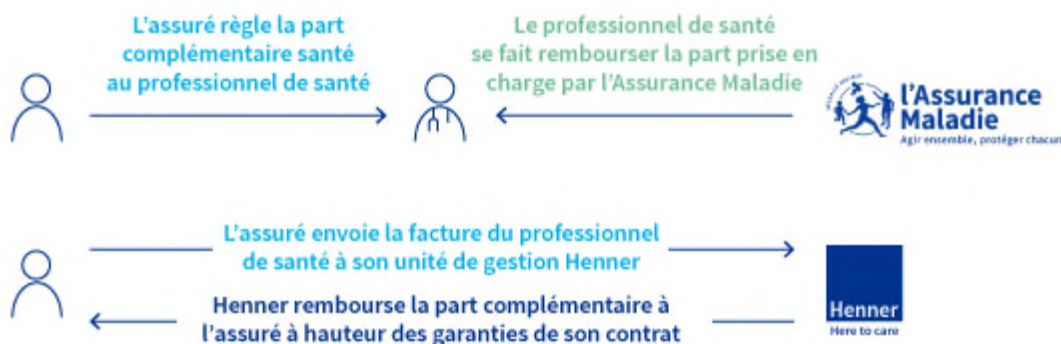 L'assuré règle la part
complémentaire santé
au professionnel de santé
Le professionnel de santé
se fait rembourser la part prise en
charge par l'Assurance Maladie
l'Assurance
Maladie
Agir ensemble, protéger chacun
L'assuré envoie la facture du professionnel
de santé à son unité de gestion Henner
Henner rembourse la part complémentaire à
l'assuré à hauteur des garanties de son contrat
Henner
Here to care